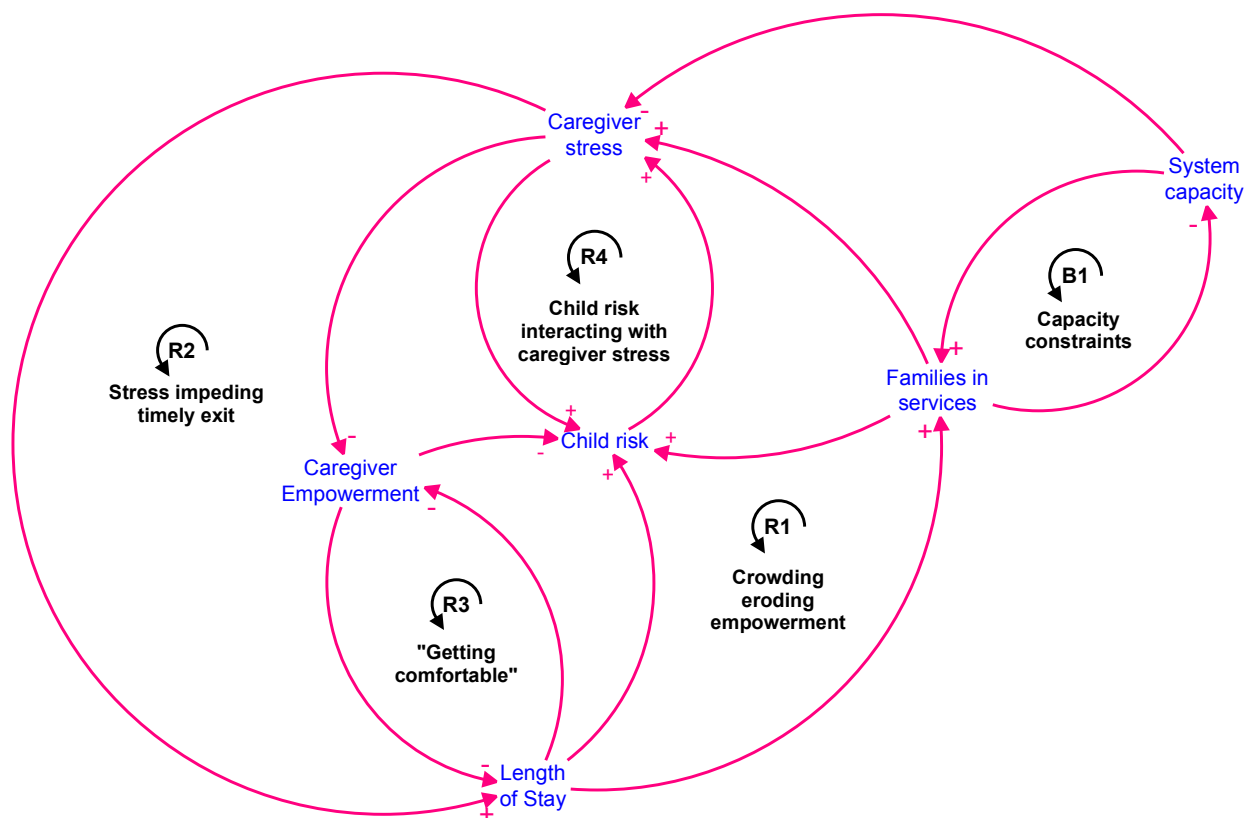 Caregiver
stress
-
+
+
System
capacity
-
R4
Child risk
interacting with
caregiver stress
B1
Capacity
constraints
R2
Stress impeding
timely exit
+
Families in
services
+
-
Caregiver
Empowerment
-
+
-
Child risk
+
+
R1
Crowding
eroding
empowerment
R3
"Getting
comfortable"
-
Length
of Stay
+